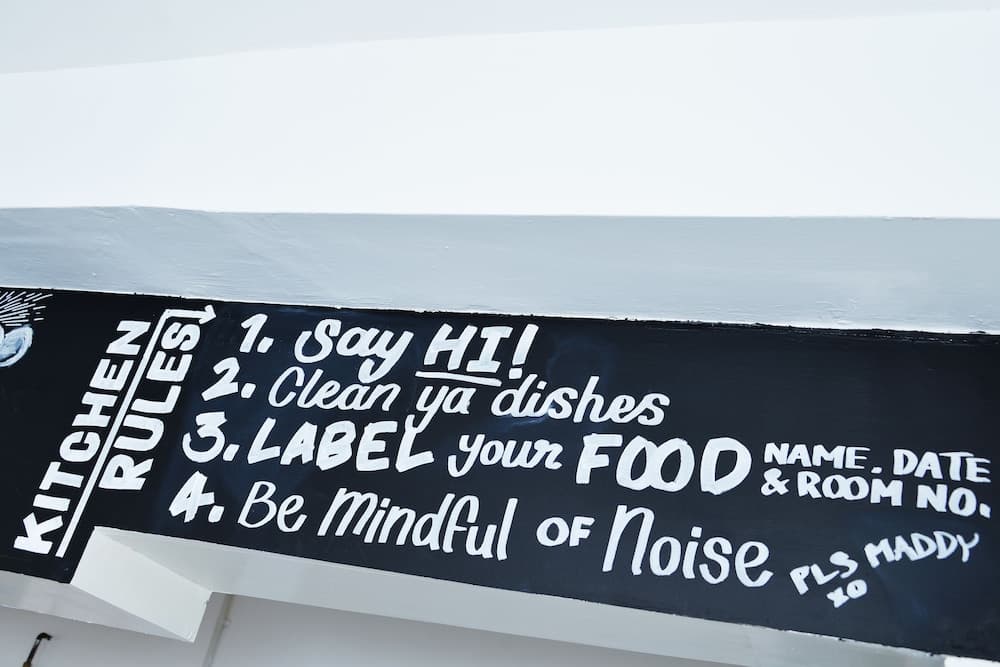 KITCHEN
RULES
1. Say HI!
2. Clean ya dishes
3. LABEL your FOOD NAME. DATE
& ROOM NO.
4. Be Mindful OF Noise
PLS MADDY
XO